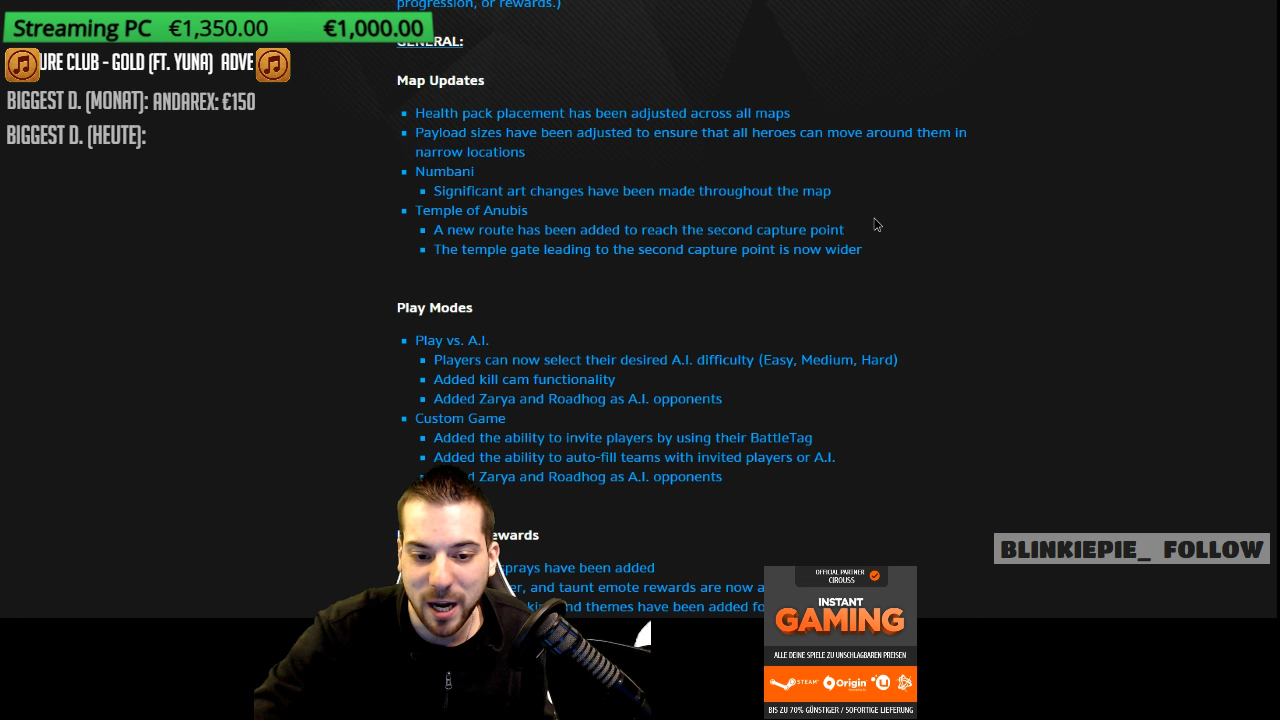 progression, or rewards.)
Streaming PC €1,350.00 €1,000.00
GENERAL:
URE CLUB - GOLD (FT. YUNA) ADVE
Map Updates
BIGGEST D. (MONAT): ANDAREX: €150
BIGGEST D. (HEUTE):
Health pack placement has been adjusted across all maps
Payload sizes have been adjusted to ensure that all heroes can move around them in
narrow locations
Numbani
Significant art changes have been made throughout the map
Temple of Anubis
A new route has been added to reach the second capture point
The temple gate leading to the second capture point is now wider
Play Modes
Play vs. A.I.
Players can now select their desired A.I. difficulty (Easy, Medium, Hard)
Added kill cam functionality
Added Zarya and Roadhog as A.I. opponents
Custom Game
Added the ability to invite players by using their BattleTag
Added the ability to auto-fill teams with invited players or A.I.
Zarya and Roadhog as A.I. opponents
ewards
sprays have been added
er, and taunt emote rewards are now a
nd themes have been added fo
BLINKIEPIE_ FOLLOW
OFFICIAL PARTNER
CIROUSS
INSTANT
GAMING
ALLE DEINE SPIELE ZU UNSCHLAGBAREN PREISEN
STEAM Origin
BIS ZU 70% GÜNSTIGER / SOFORTIGE LIEFERUNG